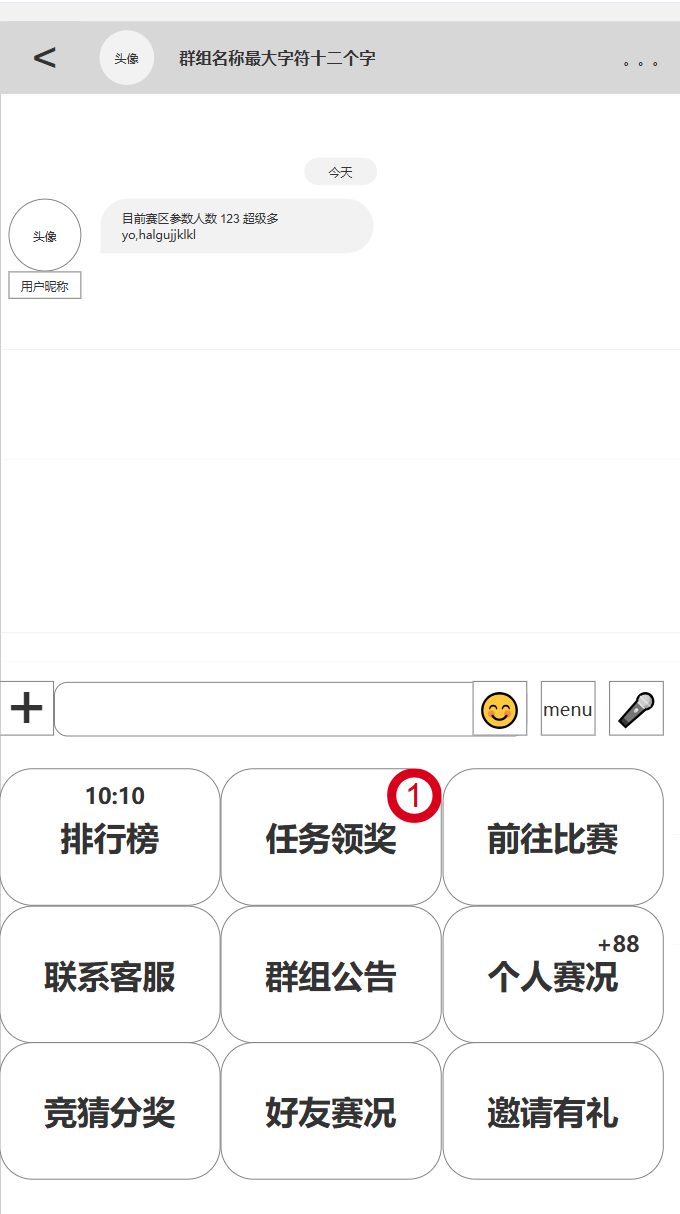 <
头像
群组名称最大字符十二个字
。。。
今天
头像
目前赛区参数人数 123 超级多
yo,halgujjklkl
用户昵称
+
menu
10:10
排行榜
1
任务领奖
前往比赛
联系客服
群组公告
+88
个人赛况
竞猜分奖
好友赛况
邀请有礼